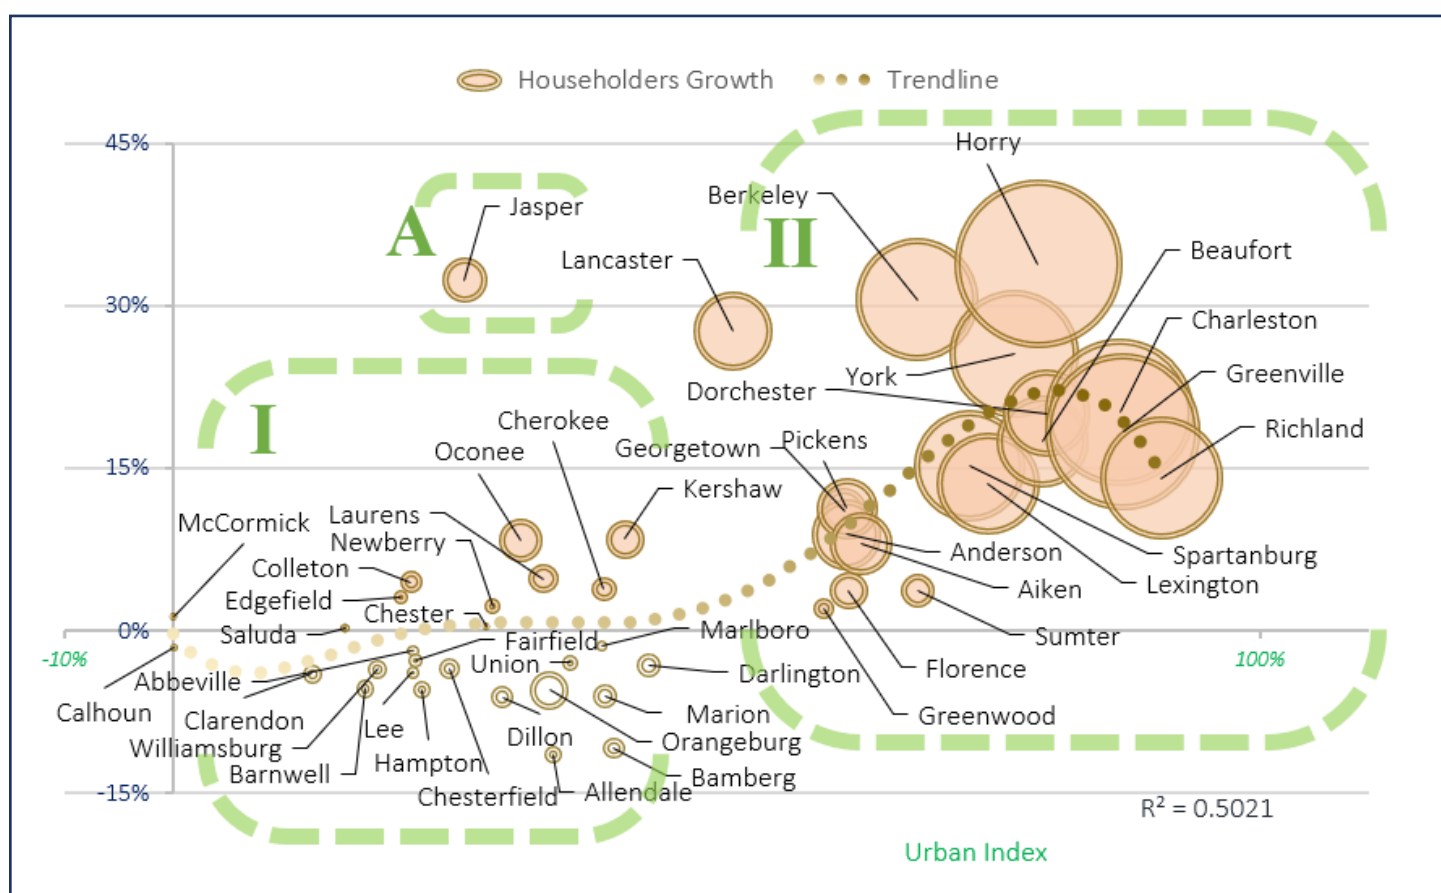 Householders Growth
Trendline
45%
30%
15%
0%
-15%
-10%
100%
A
I
II
Horry
Berkeley
Jasper
Lancaster
Beaufort
Charleston
York
Dorchester
Greenville
Cherokee
Oconee
Georgetown
Pickens
Richland
Kershaw
McCormick
Laurens
Newberry
Anderson
Spartanburg
Colleton
Edgefield
Aiken
Lexington
Chester
Saluda
Fairfield
Marlboro
Sumter
Union
Darlington
Florence
Abbeville
Calhoun
Clarendon
Marion
Greenwood
Williamsburg
Lee
Dillon
Orangeburg
Barnwell
Hampton
Bamberg
Chesterfield
Allendale
R² = 0.5021
Urban Index